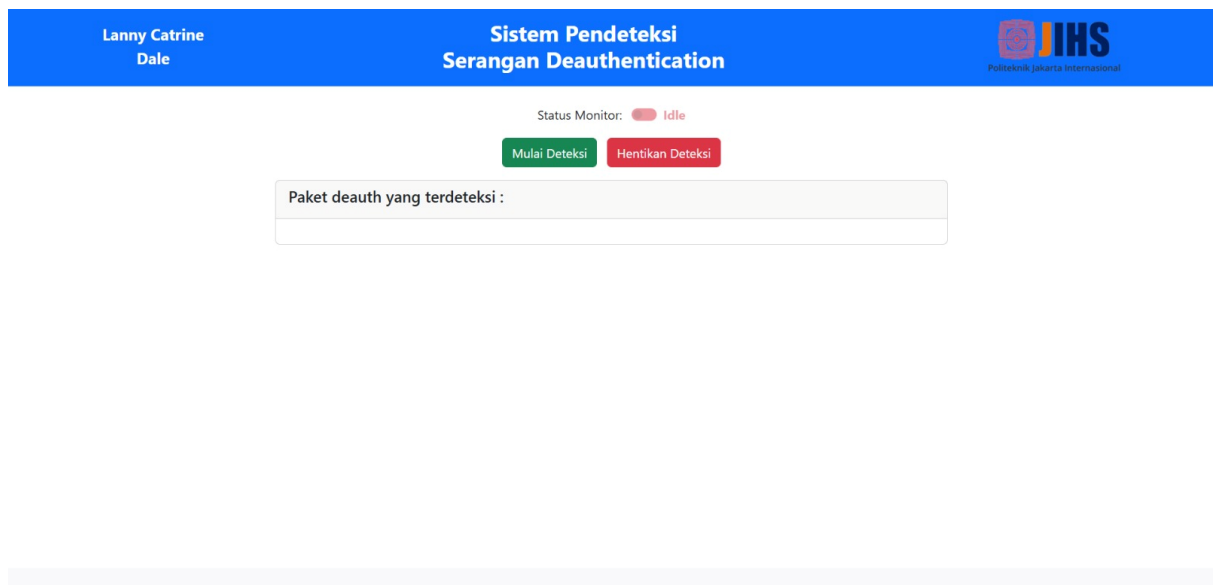 Lanny Catrine
Dale
Sistem Pendeteksi
Serangan Deauthentication
JIHS
Politeknik Jakarta Internasional
Status Monitor: Idle
Mulai Deteksi
Hentikan Deteksi
Paket deauth yang terdeteksi :